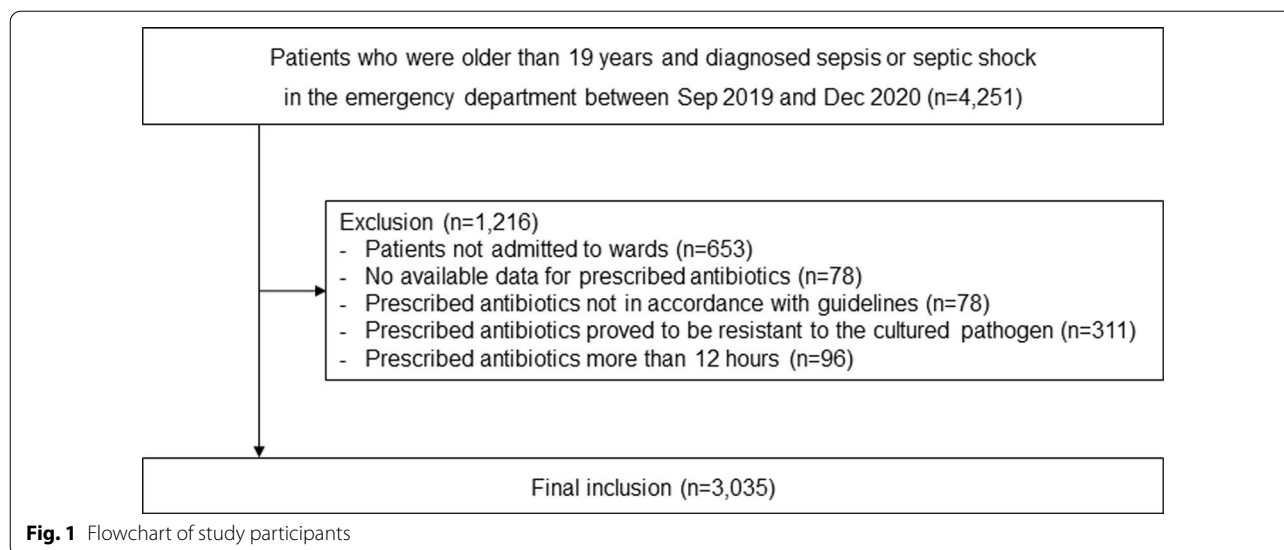 Patients who were older than 19 years and diagnosed sepsis or septic shock
in the emergency department between Sep 2019 and Dec 2020 (n=4,251)
Exclusion (n=1,216)
- Patients not admitted to wards (n=653)
- No available data for prescribed antibiotics (n=78)
- Prescribed antibiotics not in accordance with guidelines (n=78)
- Prescribed antibiotics proved to be resistant to the cultured pathogen (n=311)
- Prescribed antibiotics more than 12 hours (n=96)
Final inclusion (n=3,035)
Fig. 1 Flowchart of study participants